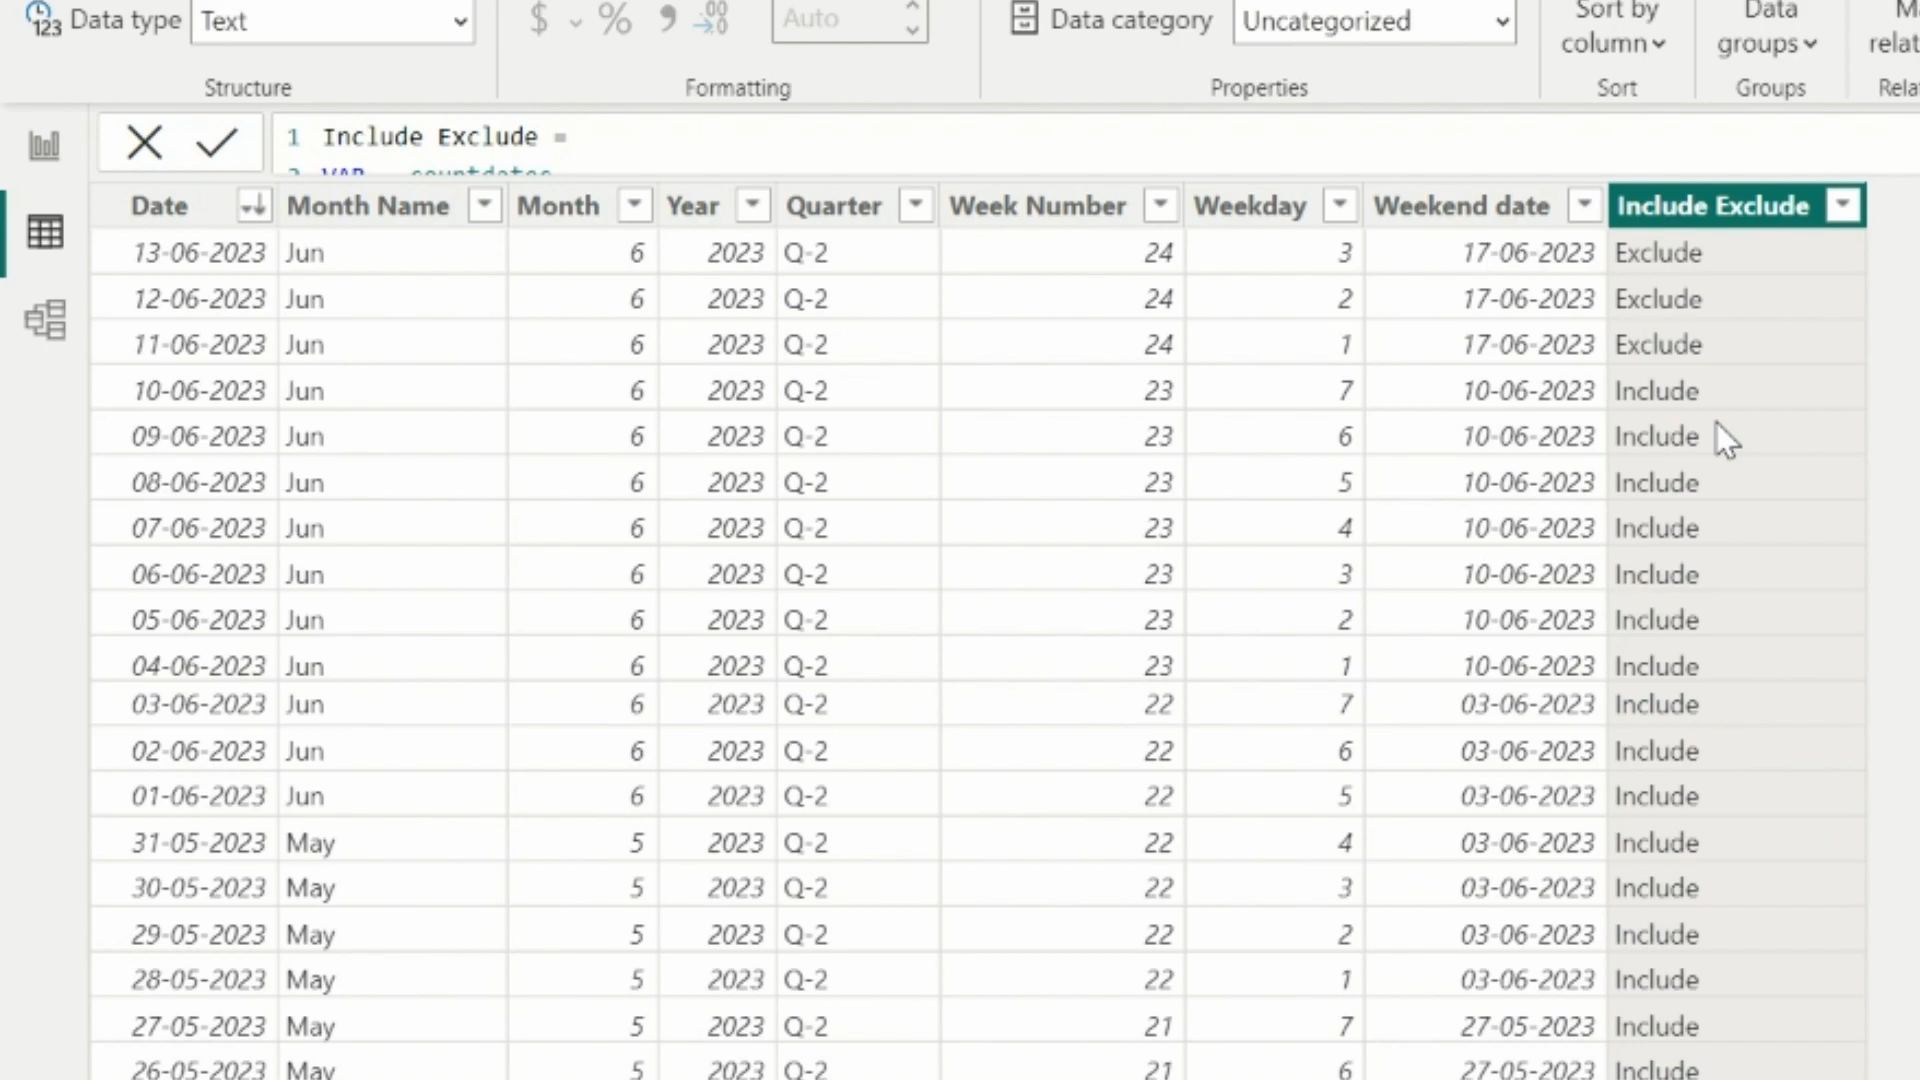 123 Data type Text $ % 9 .00 →0 Auto Data category Uncategorized Sort by column Data groups
Structure Formatting Properties Sort Groups
1 Include Exclude =
2 VAR countdates
Date Month Name Month Year Quarter Week Number Weekday Weekend date Include Exclude
13-06-2023 Jun 6 2023 Q-2 24 3 17-06-2023 Exclude
12-06-2023 Jun 6 2023 Q-2 24 2 17-06-2023 Exclude
11-06-2023 Jun 6 2023 Q-2 24 1 17-06-2023 Exclude
10-06-2023 Jun 6 2023 Q-2 23 7 10-06-2023 Include
09-06-2023 Jun 6 2023 Q-2 23 6 10-06-2023 Include
08-06-2023 Jun 6 2023 Q-2 23 5 10-06-2023 Include
07-06-2023 Jun 6 2023 Q-2 23 4 10-06-2023 Include
06-06-2023 Jun 6 2023 Q-2 23 3 10-06-2023 Include
05-06-2023 Jun 6 2023 Q-2 23 2 10-06-2023 Include
04-06-2023 Jun 6 2023 Q-2 23 1 10-06-2023 Include
03-06-2023 Jun 6 2023 Q-2 22 7 03-06-2023 Include
02-06-2023 Jun 6 2023 Q-2 22 6 03-06-2023 Include
01-06-2023 Jun 6 2023 Q-2 22 5 03-06-2023 Include
31-05-2023 May 5 2023 Q-2 22 4 03-06-2023 Include
30-05-2023 May 5 2023 Q-2 22 3 03-06-2023 Include
29-05-2023 May 5 2023 Q-2 22 2 03-06-2023 Include
28-05-2023 May 5 2023 Q-2 22 1 03-06-2023 Include
27-05-2023 May 5 2023 Q-2 21 7 27-05-2023 Include
26-05-2023 May 5 2023 Q-2 21 6 27-05-2023 Include